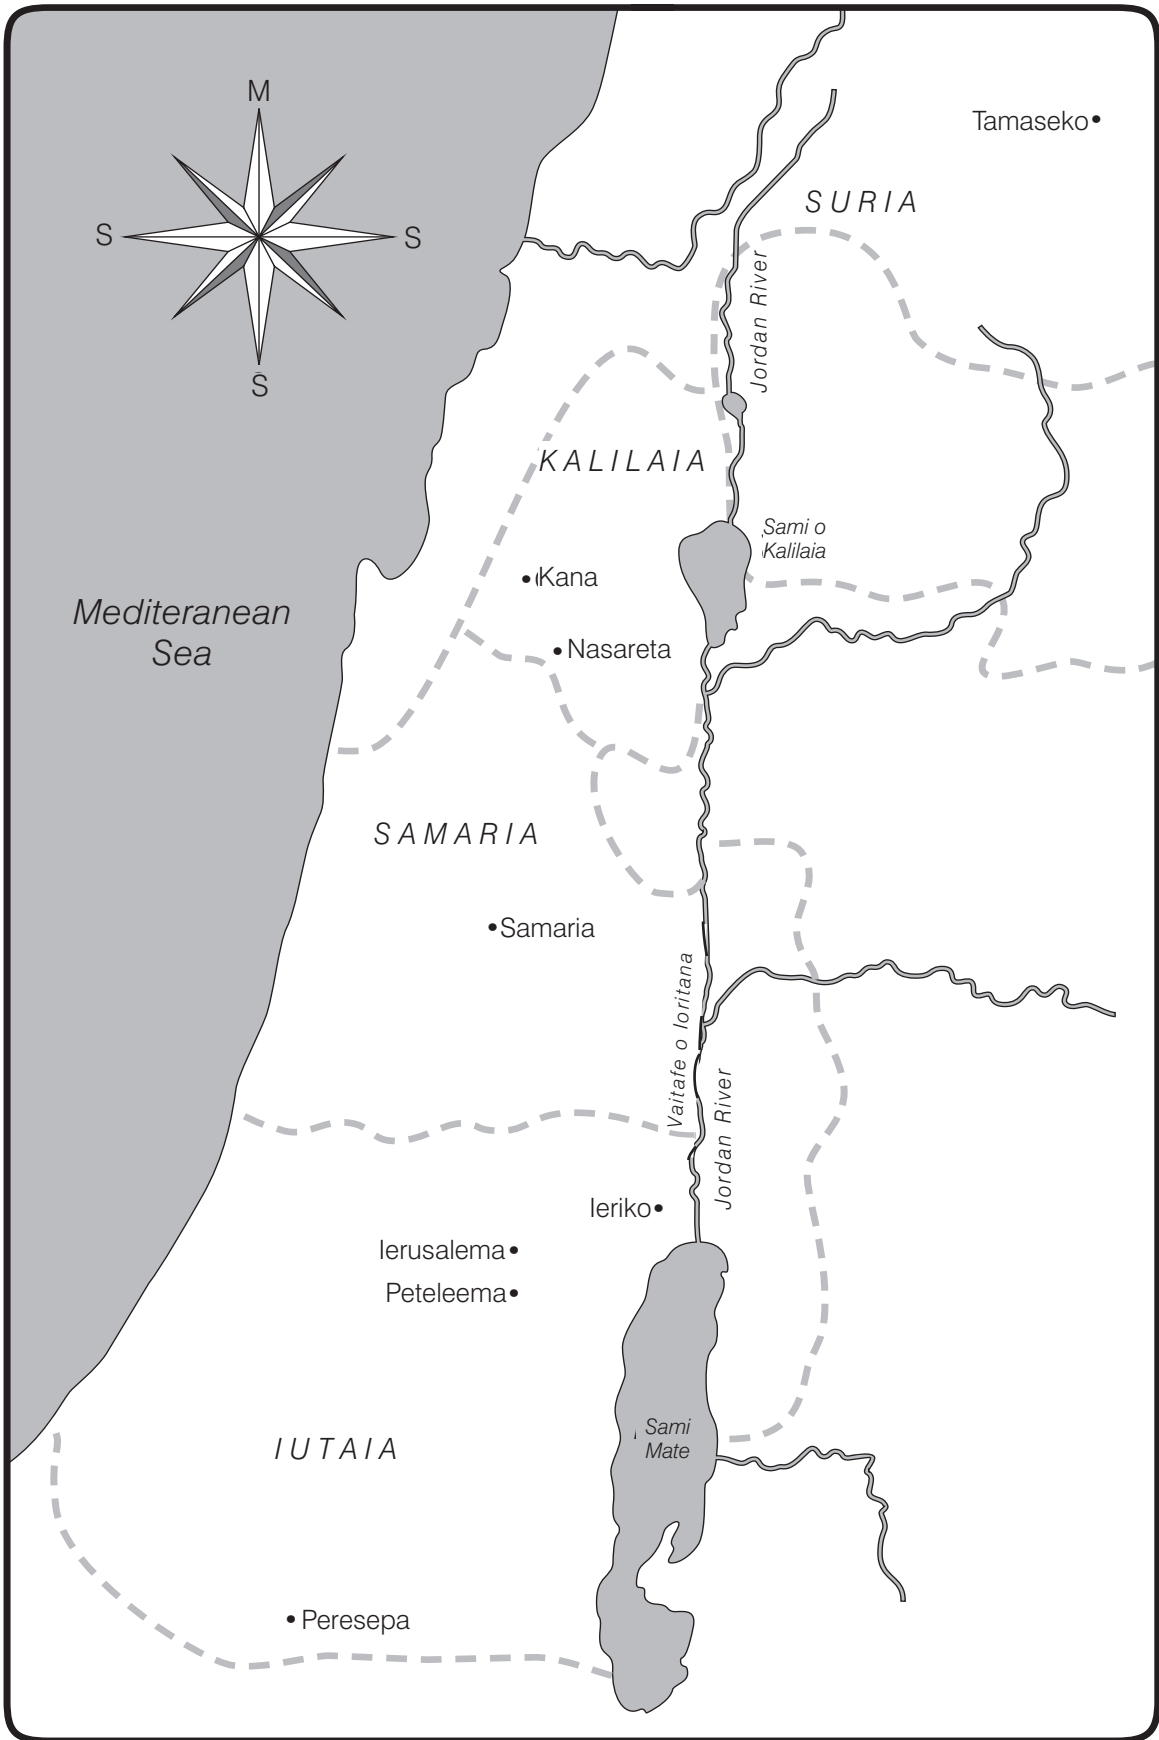 M
Tamaseko
SURIA
S
S
Jordan River
S
KALILAIA
Sami o
Kalilaia
Kana
Mediteranean
Sea
Nasareta
SAMARIA
Samaria
Vaitafe o Ioritana
Jordan River
Ieriko
Ierusalema
Peteleema
Sami
Mate
IUTAIA
Peresepa